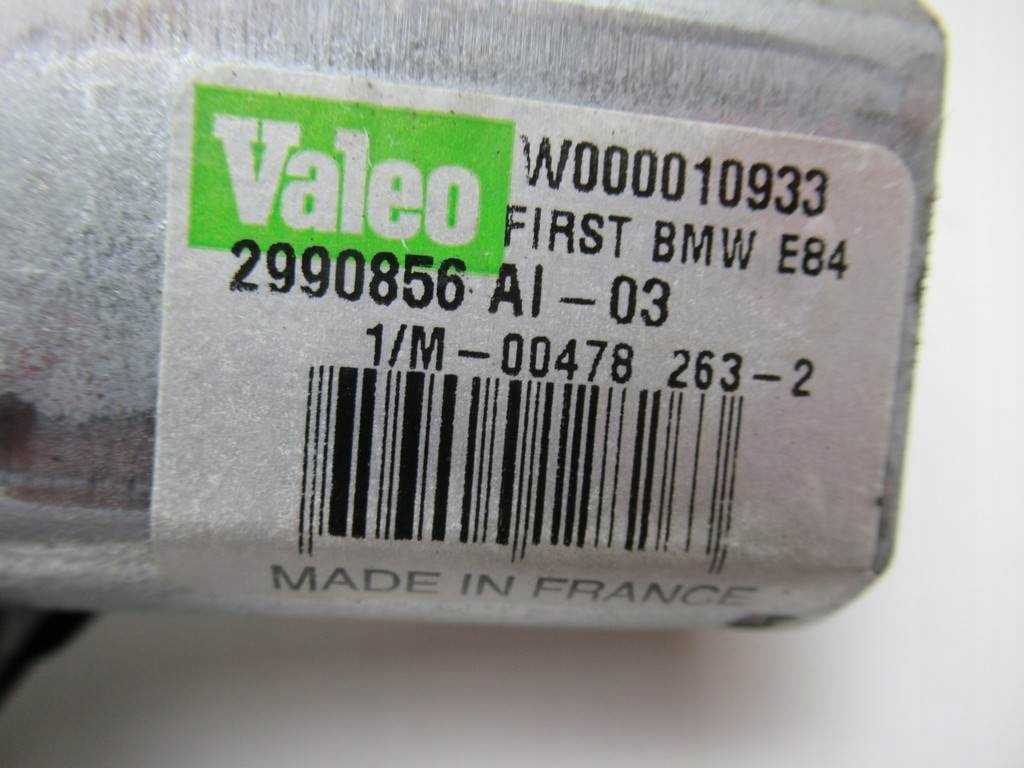 Valeo W000010933
FIRST BMW E84
2990856 AI-03
1/M-00478 263-2
MADE IN FRANCE